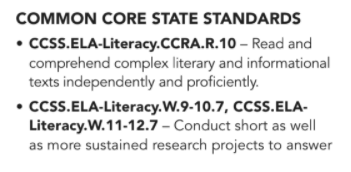 COMMON CORE STATE STANDARDS
• CCSS.ELA-Literacy.CCRA.R.10 – Read and
comprehend complex literary and informational
texts independently and proficiently.
• CCSS.ELA-Literacy.W.9-10.7, CCSS.ELA-
Literacy.W.11-12.7 – Conduct short as well
as more sustained research projects to answer